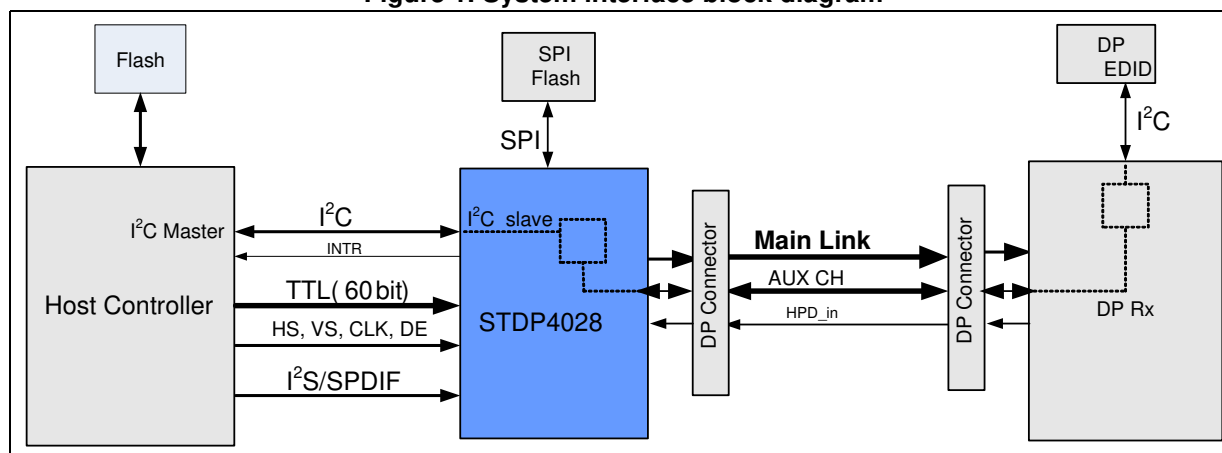 Figure 1. System interface block diagram
Flash
SPI
Flash
DP
EDID
SPI
I²C
I²C Master
I²C
I²C slave
INTR
Host Controller
TTL( 60 bit)
STDP4028
HS, VS, CLK, DE
I²S/SPDIF
DP Connector
Main Link
AUX CH
HPD_in
DP Connector
DP Rx